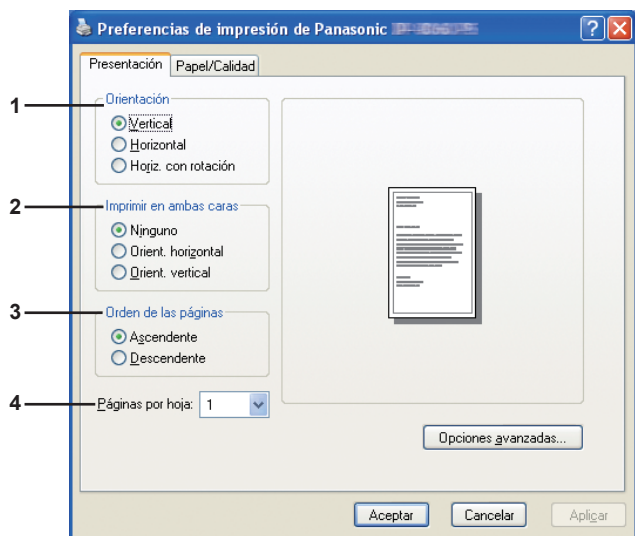 Preferencias de impresión de Panasonic
Presentación Papel/Calidad
1 Orientación
Vertical
Horizontal
Horiz. con rotación
2 Imprimir en ambas caras
Ninguno
Orient. horizontal
Orient. vertical
3 Orden de las páginas
Ascendente
Descendente
4 Páginas por hoja: 1
Opciones avanzadas...
Aceptar Cancelar Aplicar